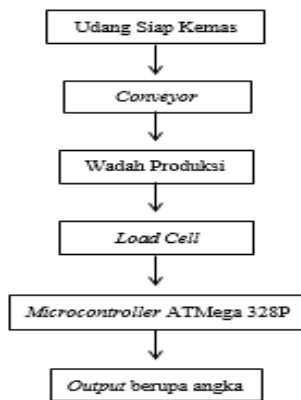 Udang Siap Kemas
Conveyor
Wadah Produksi
Load Cell
Microcontroller ATMega 328P
Output berupa angka